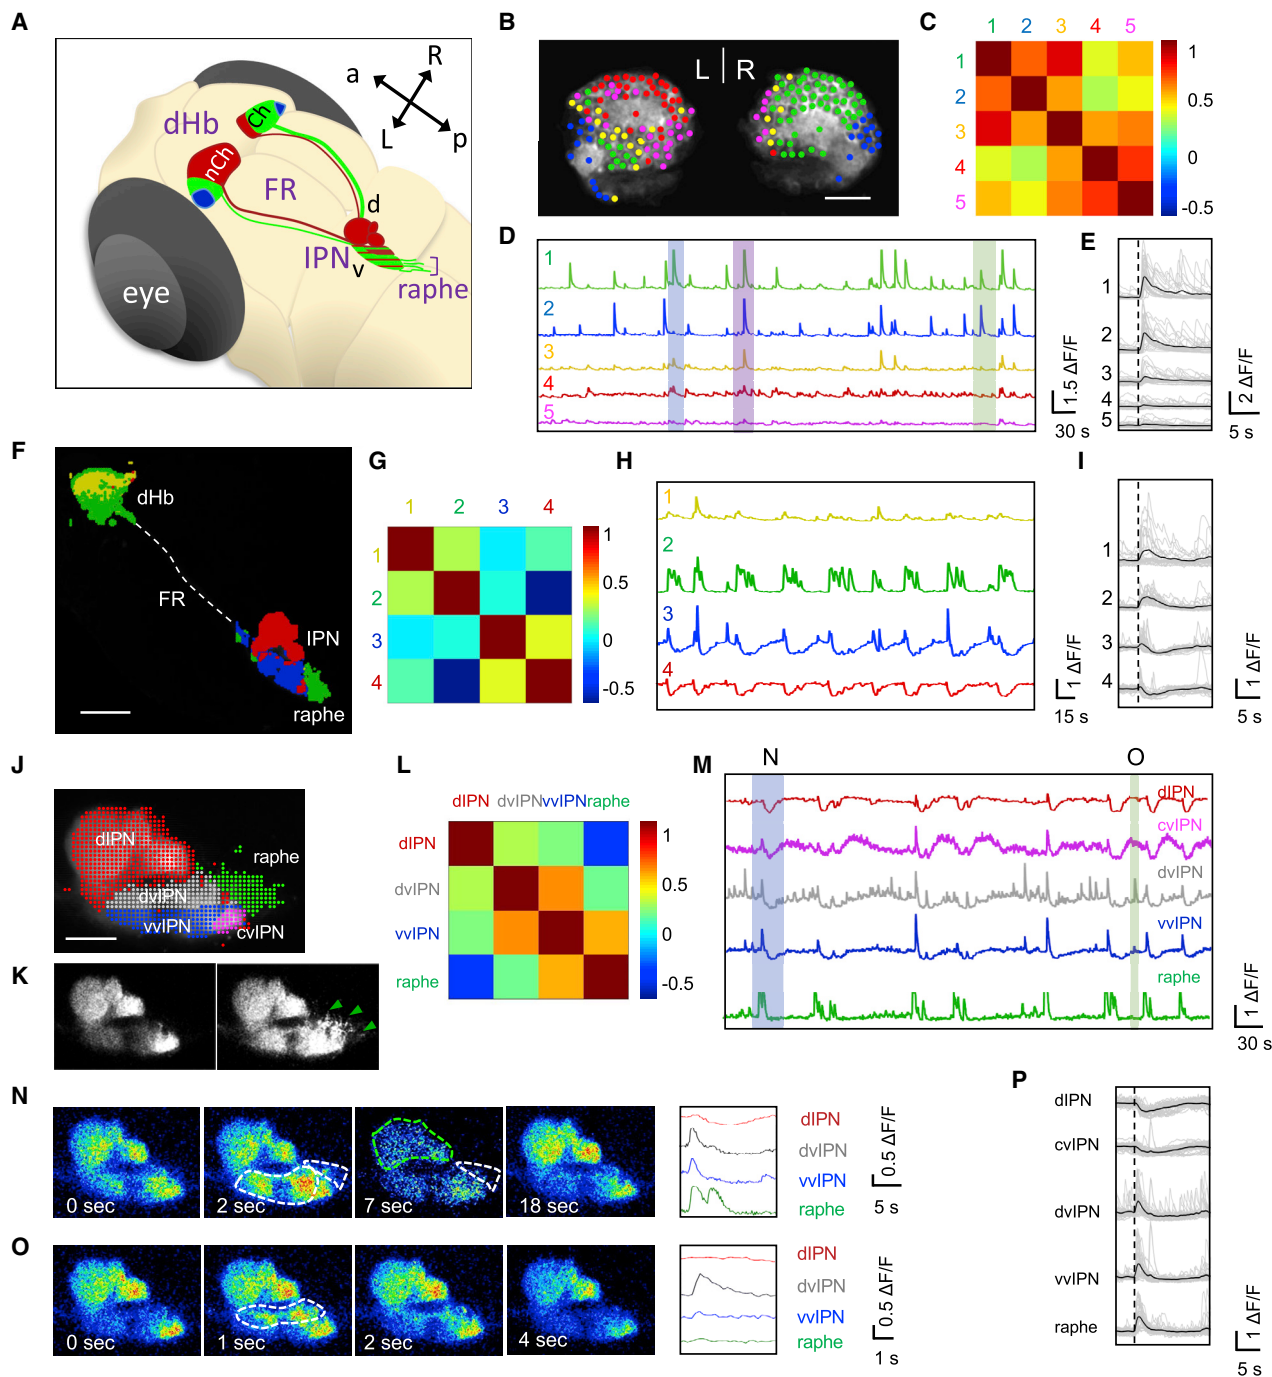 A
a
R
L
p
dHb
Ch
nCh
FR
d
IPN
v
raphe
eye
B
L
R
C
1 2 3 4 5
1
2
3
4
5
1
0.5
0
-0.5
D
1
2
3
4
5
1.5 ΔF/F
30 s
E
1
2
3
4
5
2 ΔF/F
5 s
F
dHb
FR
IPN
raphe
G
1 2 3 4
1
2
3
4
1
0.5
0
-0.5
H
1
2
3
4
1 ΔF/F
15 s
I
1
2
3
4
1 ΔF/F
5 s
J
dIPN
raphe
dvIPN
vvIPN
cvIPN
K
L
dIPN dvIPN vvIPN raphe
dIPN
dvIPN
vvIPN
raphe
1
0.5
0
-0.5
M
N
O
dIPN
cvIPN
dvIPN
vvIPN
raphe
1 ΔF/F
30 s
N
0 sec
2 sec
7 sec
18 sec
dIPN
dvIPN
vvIPN
raphe
0.5 ΔF/F
5 s
O
0 sec
1 sec
2 sec
4 sec
dIPN
dvIPN
vvIPN
raphe
0.5 ΔF/F
1 s
P
dIPN
cvIPN
dvIPN
vvIPN
raphe
1 ΔF/F
5 s